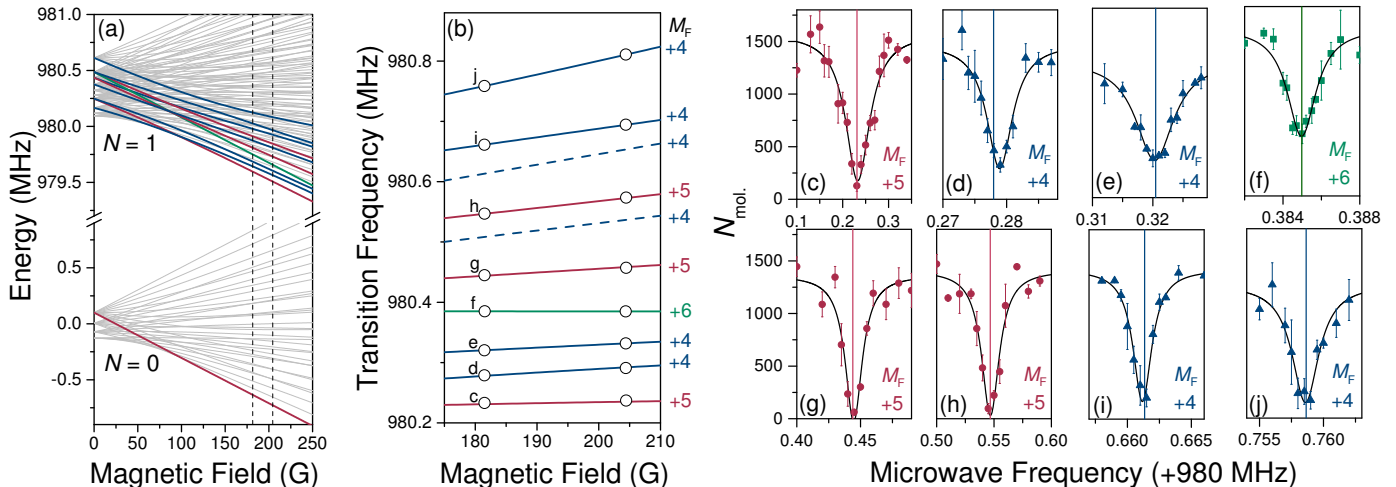 (a)
981.0
980.5
980.0
979.5
0.5
0.0
-0.5
Energy (MHz)
N = 1
N = 0
0 50 100 150 200 250
Magnetic Field (G)
(b)
M_F
980.8
980.6
980.4
980.2
Transition Frequency (MHz)
j +4
i +4
+4
h +5
+4
g +5
f +6
e +4
d +4
c +5
180 190 200 210
Magnetic Field (G)
N_mol.
1500
1000
500
0
(c) M_F +5
0.1 0.2 0.3
(d) M_F +4
0.27 0.28
(e) M_F +4
0.31 0.32
(f) M_F +6
0.384 0.388
1500
1000
500
0
(g) M_F +5
0.40 0.45
(h) M_F +5
0.50 0.55 0.60
(i) M_F +4
0.660 0.665
(j) M_F +4
0.755 0.760
Microwave Frequency (+980 MHz)